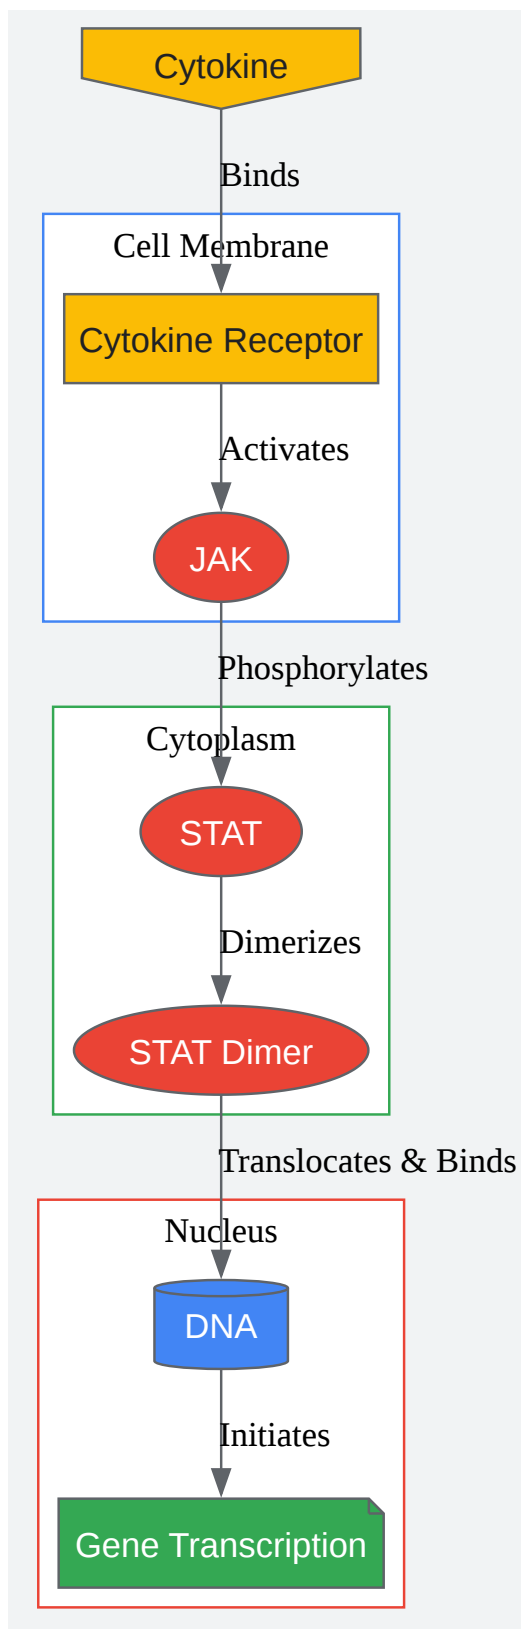 Cytokine
Binds
Cell Membrane
Cytokine Receptor
Activates
JAK
Phosphorylates
Cytoplasm
STAT
Dimerizes
STAT Dimer
Translocates & Binds
Nucleus
DNA
Initiates
Gene Transcription